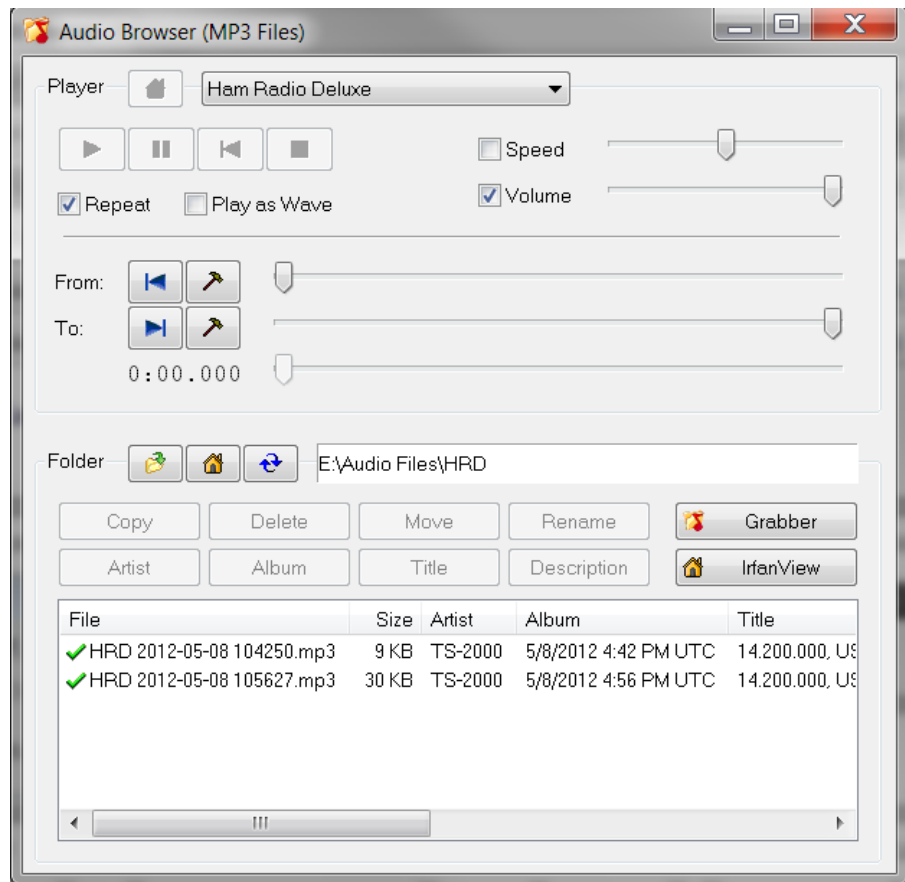 Audio Browser (MP3 Files)
Player Ham Radio Deluxe
Speed
Repeat Play as Wave Volume
From:
To:
0:00.000
Folder E:\Audio Files\HRD
Copy Delete Move Rename Grabber
Artist Album Title Description IrfanView
File Size Artist Album Title
HRD 2012-05-08 104250.mp3 9 KB TS-2000 5/8/2012 4:42 PM UTC 14.200.000, US
HRD 2012-05-08 105627.mp3 30 KB TS-2000 5/8/2012 4:56 PM UTC 14.200.000, US